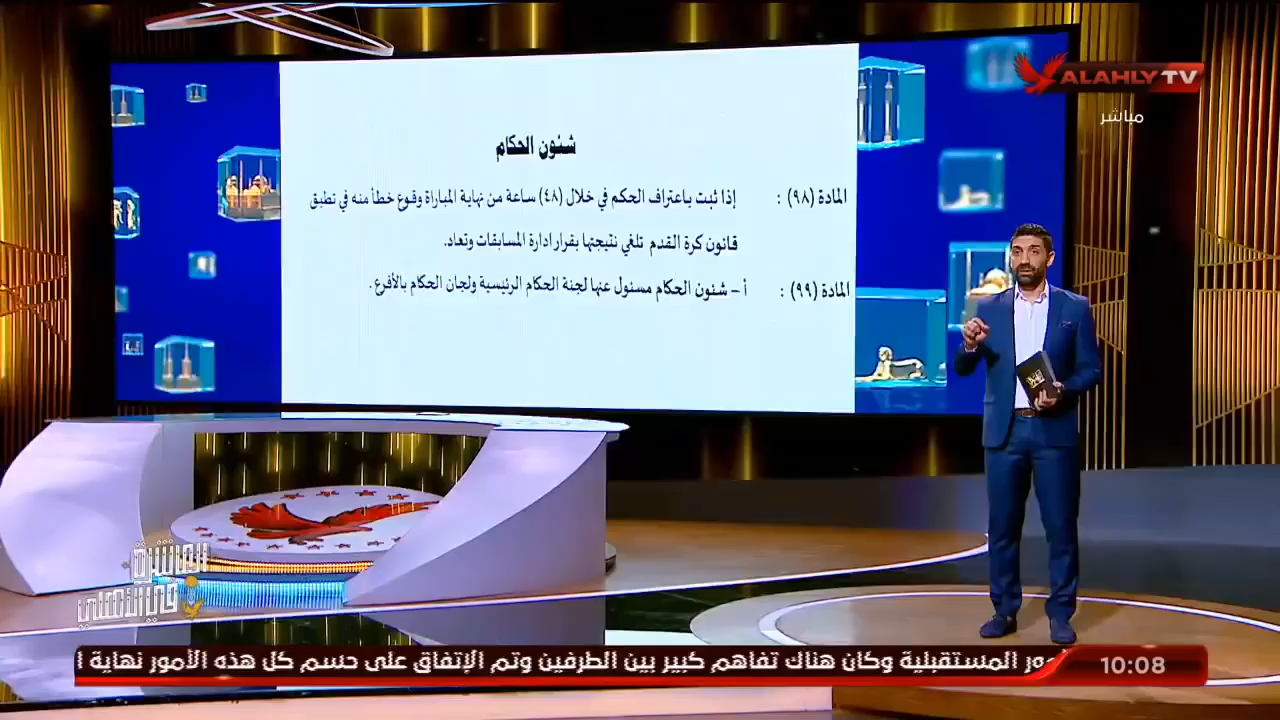 ALAHLY TV
مباشر
شئون الحكام
المادة (٩٨) : إذا ثبت باعتراف الحكم في خلال (٤٨) ساعة من نهاية المباراة وقوع خطأ منه في تطبق
قانون كرة القدم تلغي نتيجتها بقرار ادارة المسابقات وتعاد.
المادة (٩٩) : أ – شئون الحكام مسئول عنها لجنة الحكام الرئيسية ولجان الحكام بالأفرع .
في الأهلي
المستقبلية وكان هناك تفاهم كبير بين الطرفين وتم الإتفاق على حسم كل هذه الأمور نهاية ا
10:08